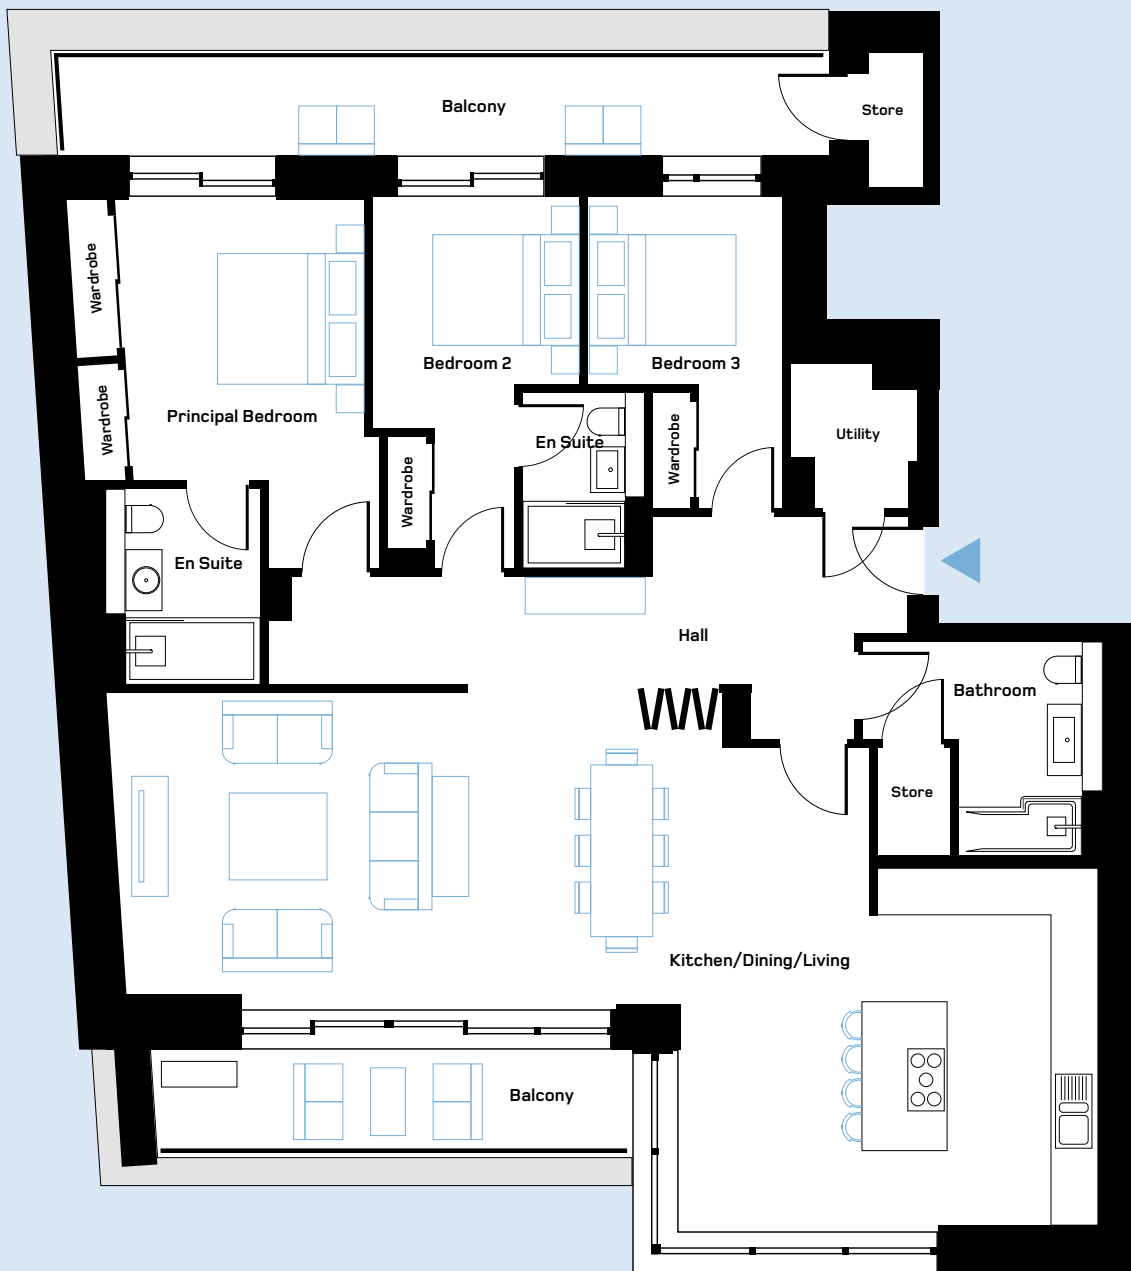 Balcony
Store
Wardrobe
Wardrobe
Principal Bedroom
Bedroom 2
Bedroom 3
Wardrobe
En Suite
Wardrobe
Utility
En Suite
Hall
Bathroom
Store
Kitchen/Dining/Living
Balcony